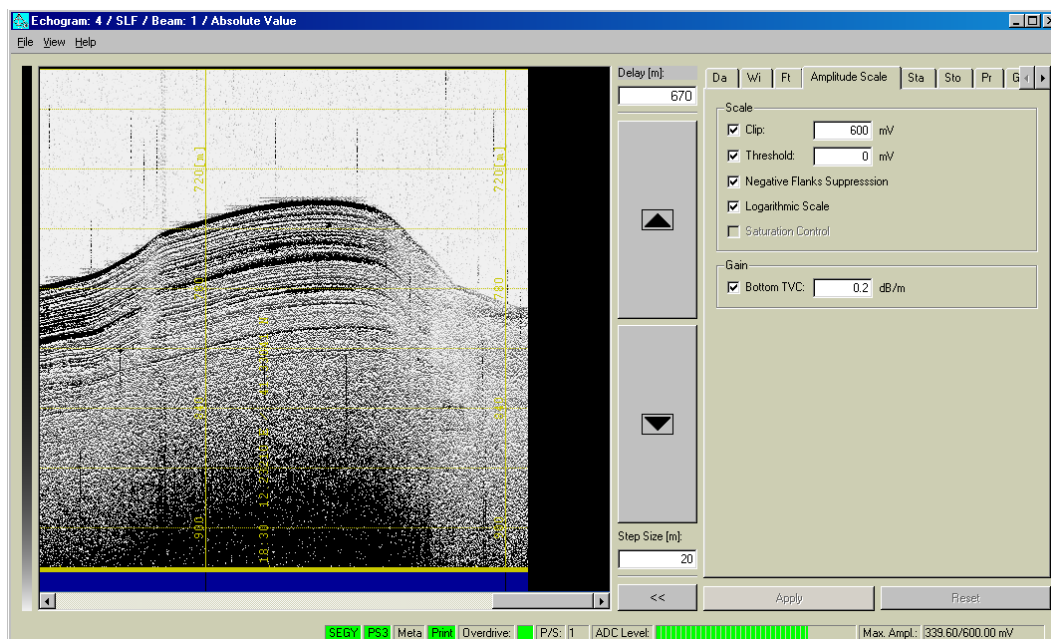 Echogram: 4 / SLF / Beam: 1 / Absolute Value
File View Help
Delay [m]:
670
Da Wi Ft Amplitude Scale Sta Sto Pr G
Scale
Clip: 600 mV
Threshold: 0 mV
Negative Flanks Suppresssion
Logarithmic Scale
Saturation Control
Gain
Bottom TVC: 0.2 dB/m
720[m] 720[m]
780 780
900
Step Size [m]:
20
<<
Apply Reset
SEGY PS3 Meta Print Overdrive: P/S: 1 ADC Level: Max. Ampl.: 339.60/600.00 mV